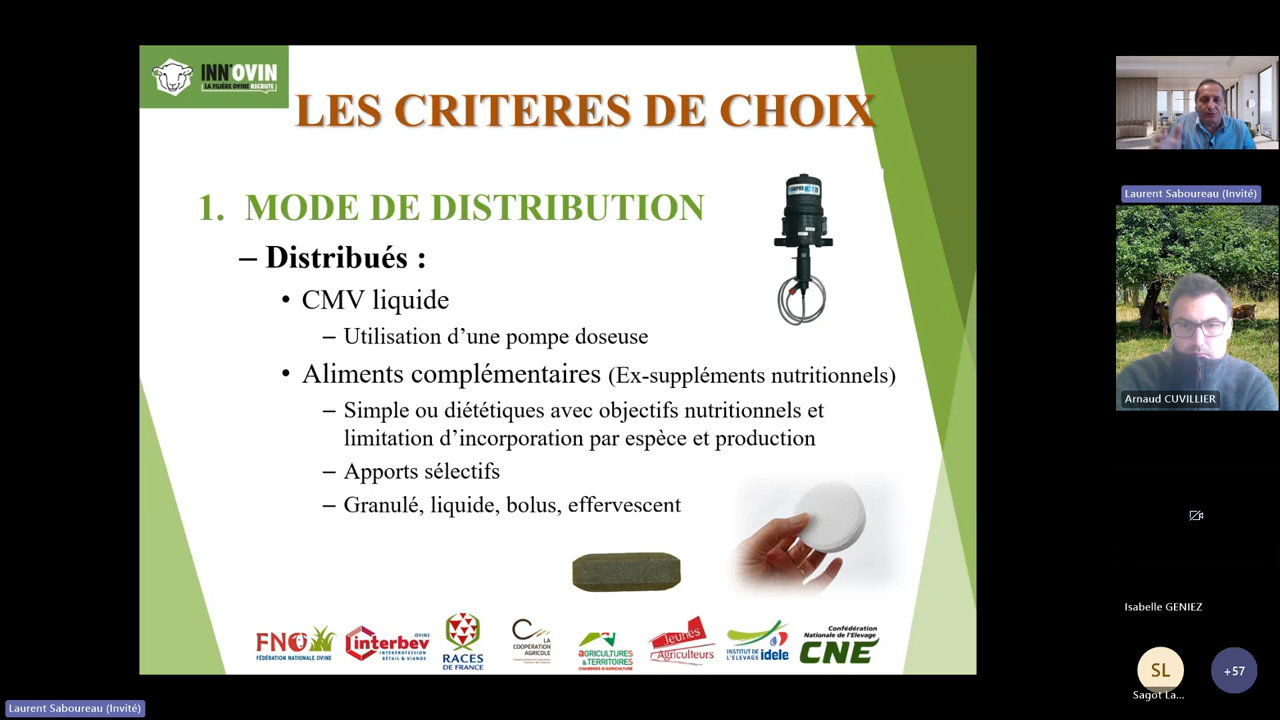 INN'OVIN
LA FILIÈRE OVINE RECRUTE
LES CRITERES DE CHOIX
1. MODE DE DISTRIBUTION
– Distribués :
• CMV liquide
– Utilisation d’une pompe doseuse
• Aliments complémentaires (Ex-suppléments nutritionnels)
– Simple ou diététiques avec objectifs nutritionnels et
limitation d’incorporation par espèce et production
– Apports sélectifs
– Granulé, liquide, bolus, effervescent
FNO
FÉDÉRATION NATIONALE OVINE
OVINS
interbev
INTERPROFESSION
BÉTAIL & VIANDE
RACES
DE FRANCE
LA
COOPÉRATION
AGRICOLE
AGRICULTURES
& TERRITOIRES
CHAMBRES D'AGRICULTURE
Jeunes
Agriculteurs
INSTITUT DE
L'ELEVAGE idele
Confédération
Nationale de l'Elevage
CNE
Laurent Saboureau (Invité)
Arnaud CUVILLIER
Isabelle GENIEZ
SL
+57
Sagot La...
Laurent Saboureau (Invité)